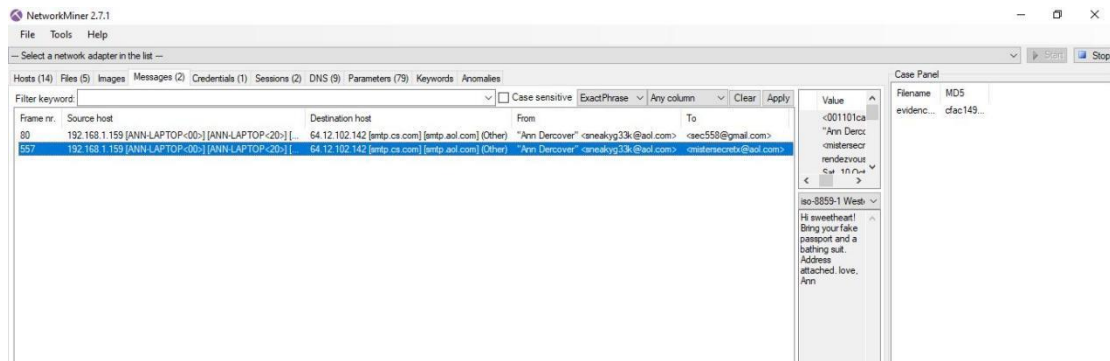 NetworkMiner 2.7.1
File Tools Help
--- Select a network adapter in the list ---
Start Stop
Hosts (14) Files (5) Images Messages (2) Credentials (1) Sessions (2) DNS (9) Parameters (79) Keywords Anomalies
Case Panel
Filter keyword: Case sensitive ExactPhrase Any column Clear Apply
Frame nr. Source host Destination host From To
80 192.168.1.159 [ANN-LAPTOP<00>] [ANN-LAPTOP<20>] [... 64.12.102.142 [smtp.cs.com] [smtp.aol.com] (Other) "Ann Dercover" <sneakyg33k@aol.com> <sec558@gmail.com>
557 192.168.1.159 [ANN-LAPTOP<00>] [ANN-LAPTOP<20>] [... 64.12.102.142 [smtp.cs.com] [smtp.aol.com] (Other) "Ann Dercover" <sneakyg33k@aol.com> <mistersecretx@aol.com>
Value
<001101ca
"Ann Derco
<mistersecr
rendezvous
Sat, 10 Oct
iso-8859-1 Weste
Hi sweetheart!
Bring your fake
passport and a
bathing suit.
Address
attached. love,
Ann
Filename MD5
evidenc... cfac149...